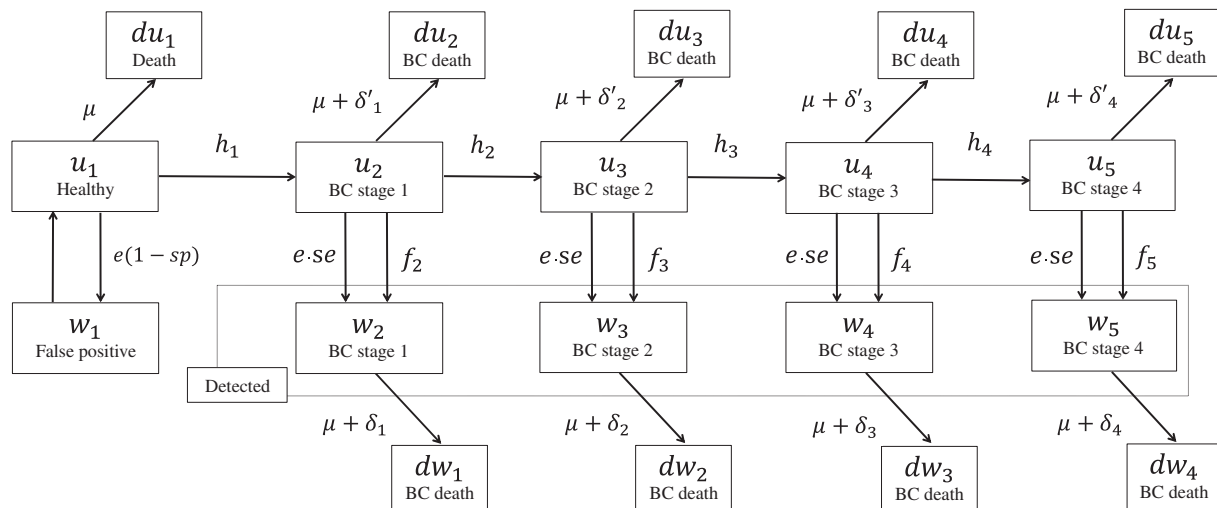 du₁
Death
du₂
BC death
du₃
BC death
du₄
BC death
du₅
BC death
μ
μ + δ′₁
μ + δ′₂
μ + δ′₃
μ + δ′₄
u₁
Healthy
h₁
u₂
BC stage 1
h₂
u₃
BC stage 2
h₃
u₄
BC stage 3
h₄
u₅
BC stage 4
e(1−sp)
e·se
f₂
e·se
f₃
e·se
f₄
e·se
f₅
w₁
False positive
w₂
BC stage 1
w₃
BC stage 2
w₄
BC stage 3
w₅
BC stage 4
Detected
μ + δ₁
μ + δ₂
μ + δ₃
μ + δ₄
dw₁
BC death
dw₂
BC death
dw₃
BC death
dw₄
BC death